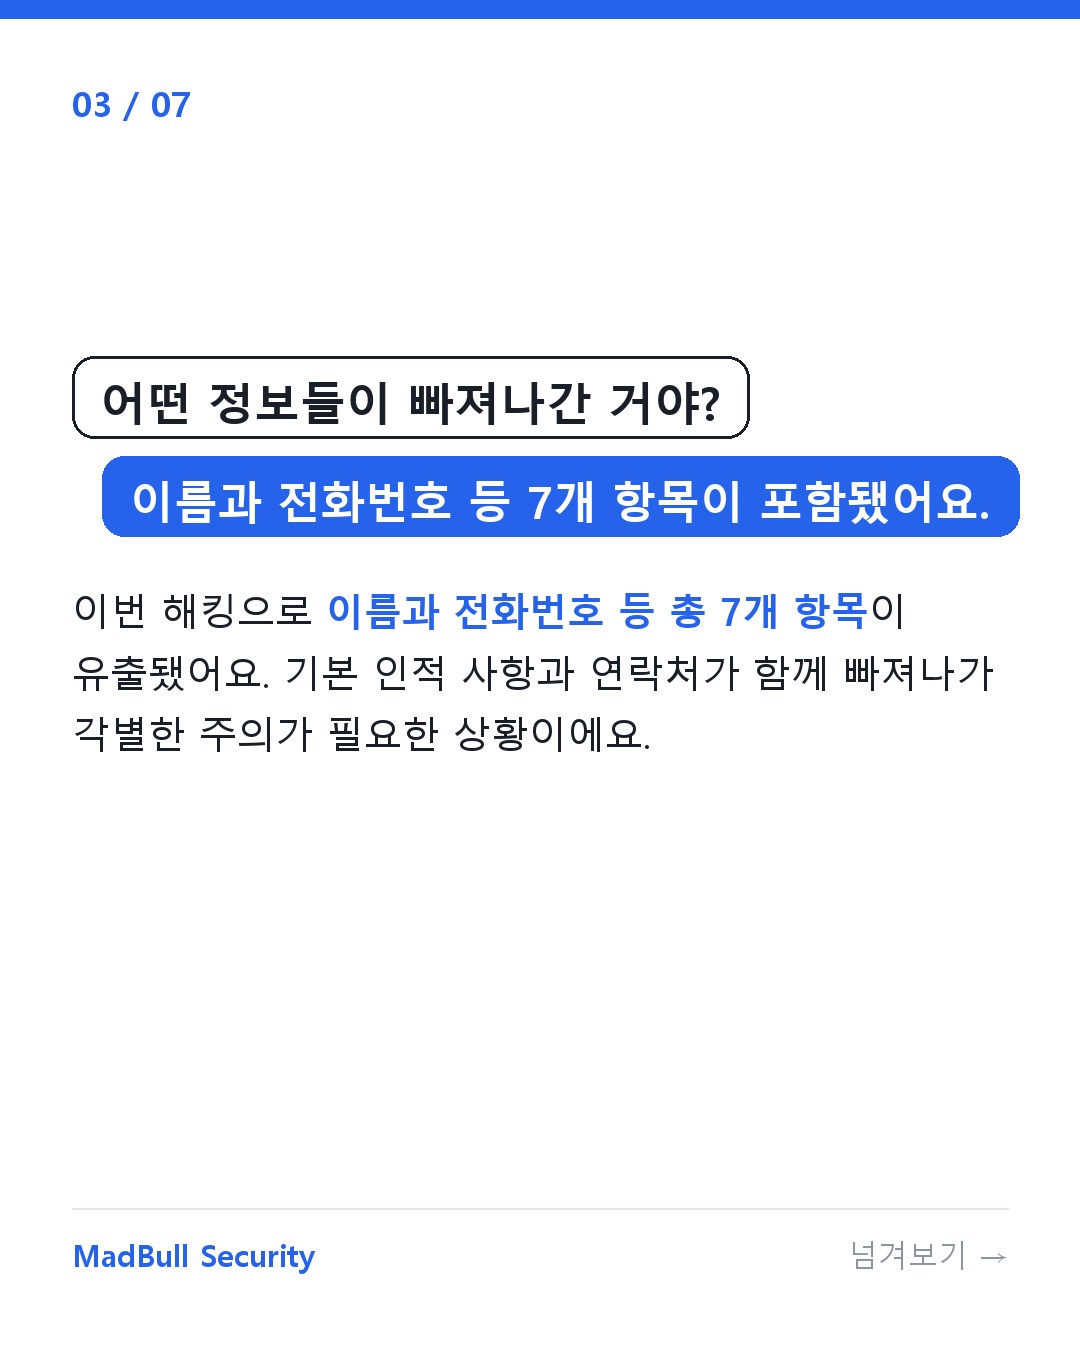 03 / 07
어떤 정보들이 빠져나간 거야?
이름과 전화번호 등 7개 항목이 포함됐어요.
이번 해킹으로 이름과 전화번호 등 총 7개 항목이
유출됐어요. 기본 인적 사항과 연락처가 함께 빠져나가
각별한 주의가 필요한 상황이에요.
MadBull Security
넘겨보기 →